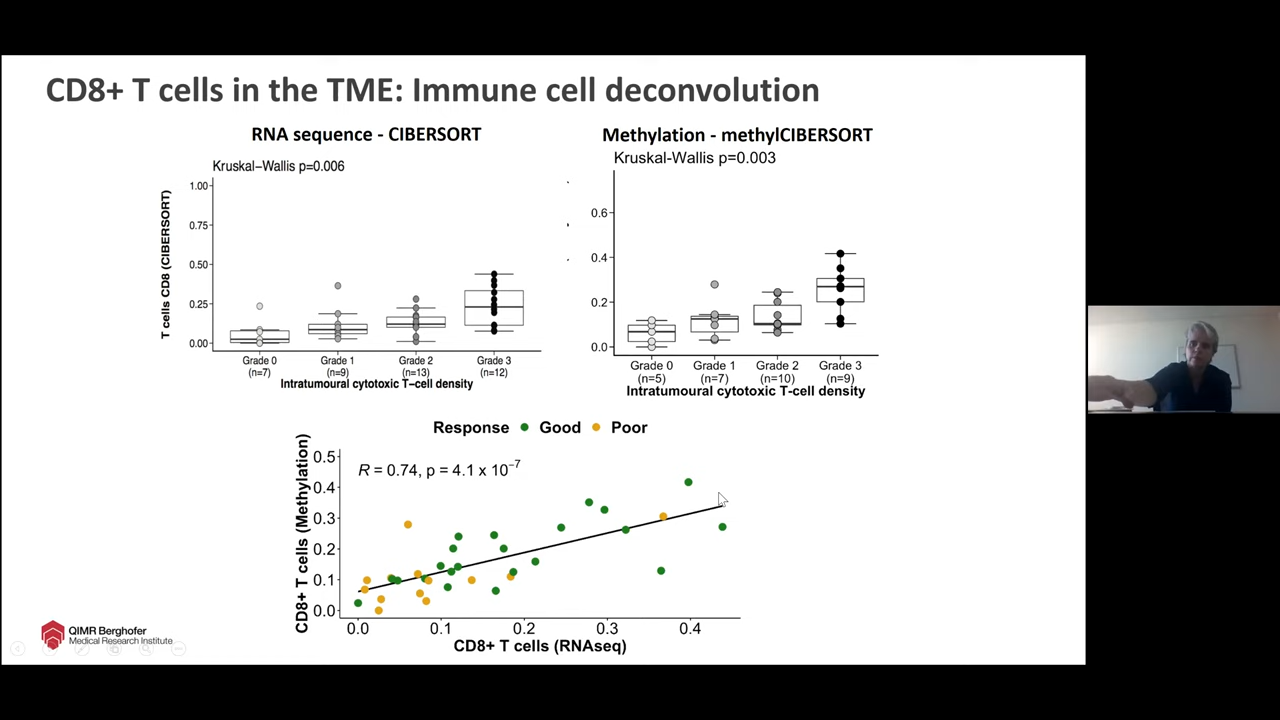 CD8+ T cells in the TME: Immune cell deconvolution
RNA sequence - CIBERSORT
Kruskal–Wallis p=0.006
T cells CD8 (CIBERSORT)
1.00
0.75
0.50
0.25
0.00
Grade 0 Grade 1 Grade 2 Grade 3
(n=7) (n=9) (n=13) (n=12)
Intratumoural cytotoxic T–cell density
Methylation - methylCIBERSORT
Kruskal-Wallis p=0.003
0.6
0.4
0.2
0.0
Grade 0 Grade 1 Grade 2 Grade 3
(n=5) (n=7) (n=10) (n=9)
Intratumoural cytotoxic T-cell density
Response Good Poor
R = 0.74, p = 4.1 x 10⁻⁷
CD8+ T cells (Methylation)
0.5
0.4
0.3
0.2
0.1
0.0
0.0 0.1 0.2 0.3 0.4
CD8+ T cells (RNAseq)
QIMR Berghofer
Medical Research Institute